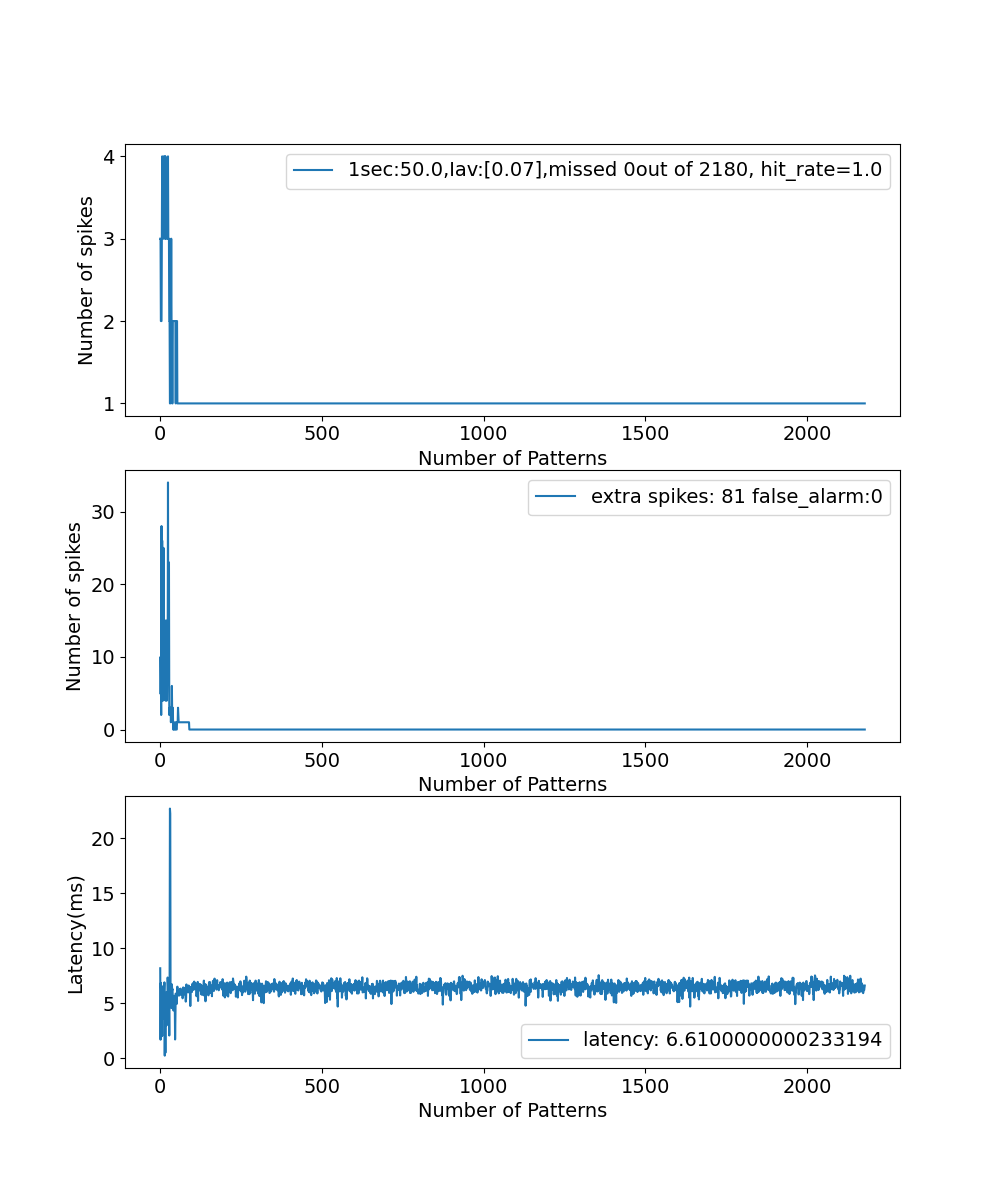 4
3
2
1
Number of spikes
1sec:50.0,Iav:[0.07],missed 0out of 2180, hit_rate=1.0
0 500 1000 1500 2000
Number of Patterns
30
20
10
0
Number of spikes
extra spikes: 81 false_alarm:0
0 500 1000 1500 2000
Number of Patterns
20
15
10
5
0
Latency(ms)
latency: 6.6100000000233194
0 500 1000 1500 2000
Number of Patterns